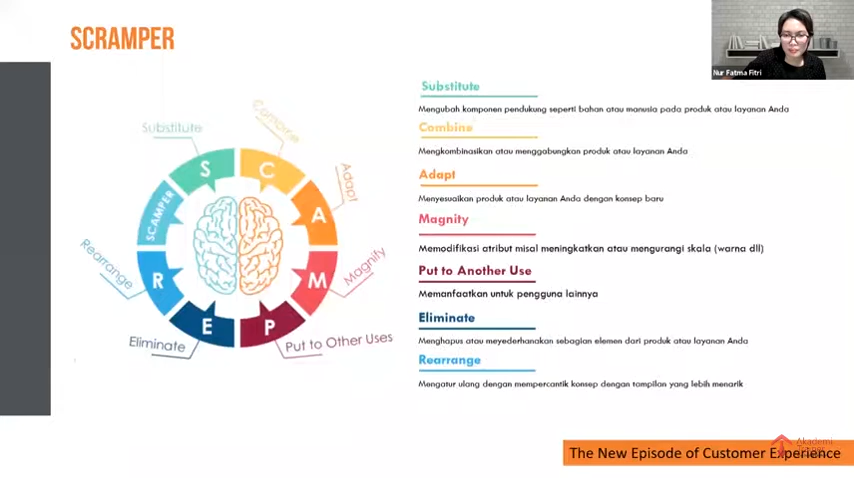 SCRAMPER
Nur Fatma Fitri
Substitute
Combine
Adapt
Magnify
Put to Other Uses
Eliminate
Rearrange
SCAMPER
S
C
A
M
P
E
R
Substitute
Mengubah komponen pendukung seperti bahan atau manusia pada produk atau layanan Anda
Combine
Mengkombinasikan atau menggabungkan produk atau layanan Anda
Adapt
Menyesuaikan produk atau layanan Anda dengan konsep baru
Magnity
Memodifikasi atribut misal meningkatkan atau mengurangi skala (warna dll)
Put to Another Use
Memanfaatkan untuk pengguna lainnya
Eliminate
Menghapus atau meyederhanakan sebagian elemen dari produk atau layanan Anda
Rearrange
Mengatur ulang dengan mempercantik konsep dengan tampilan yang lebih menarik
Akademi
The New Episode of Customer Experience